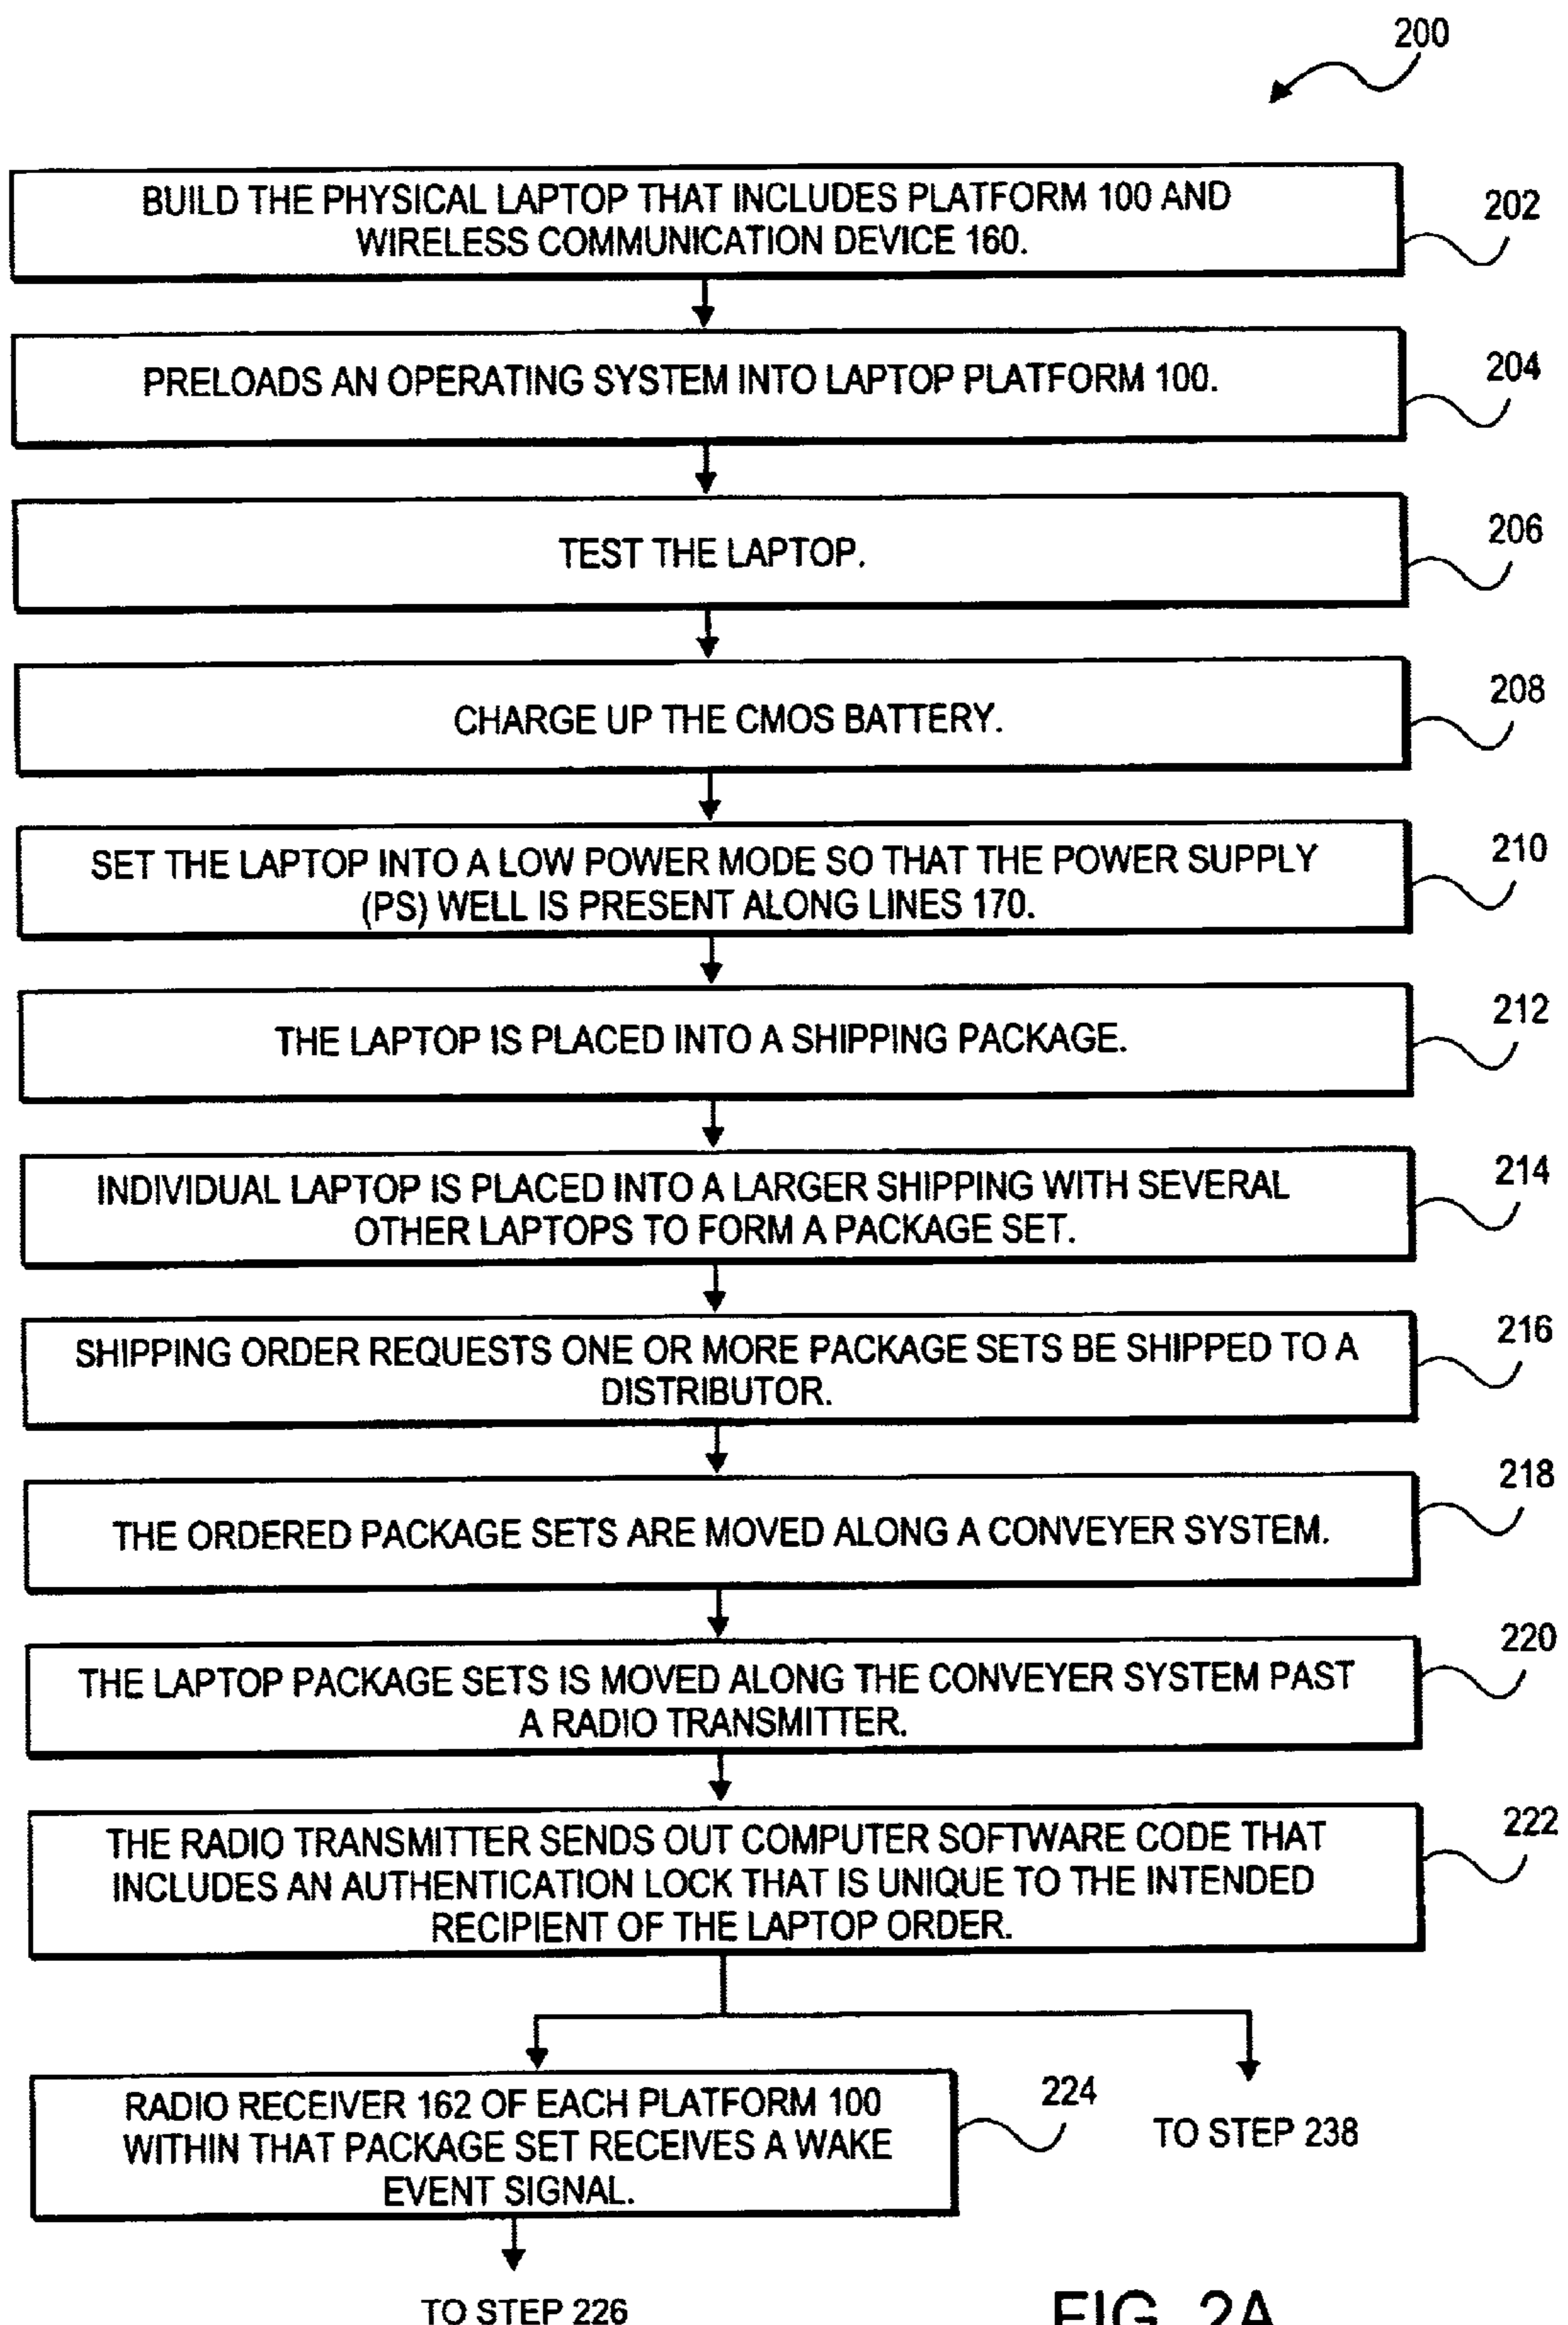 200
BUILD THE PHYSICAL LAPTOP THAT INCLUDES PLATFORM 100 AND
WIRELESS COMMUNICATION DEVICE 160.
202
PRELOADS AN OPERATING SYSTEM INTO LAPTOP PLATFORM 100.
204
TEST THE LAPTOP.
206
CHARGE UP THE CMOS BATTERY.
208
SET THE LAPTOP INTO A LOW POWER MODE SO THAT THE POWER SUPPLY
(PS) WELL IS PRESENT ALONG LINES 170.
210
THE LAPTOP IS PLACED INTO A SHIPPING PACKAGE.
212
INDIVIDUAL LAPTOP IS PLACED INTO A LARGER SHIPPING WITH SEVERAL
OTHER LAPTOPS TO FORM A PACKAGE SET.
214
SHIPPING ORDER REQUESTS ONE OR MORE PACKAGE SETS BE SHIPPED TO A
DISTRIBUTOR.
216
THE ORDERED PACKAGE SETS ARE MOVED ALONG A CONVEYER SYSTEM.
218
THE LAPTOP PACKAGE SETS IS MOVED ALONG THE CONVEYER SYSTEM PAST
A RADIO TRANSMITTER.
220
THE RADIO TRANSMITTER SENDS OUT COMPUTER SOFTWARE CODE THAT
INCLUDES AN AUTHENTICATION LOCK THAT IS UNIQUE TO THE INTENDED
RECIPIENT OF THE LAPTOP ORDER.
222
RADIO RECEIVER 162 OF EACH PLATFORM 100
WITHIN THAT PACKAGE SET RECEIVES A WAKE
EVENT SIGNAL.
224
TO STEP 238
TO STEP 226
FIG. 2A